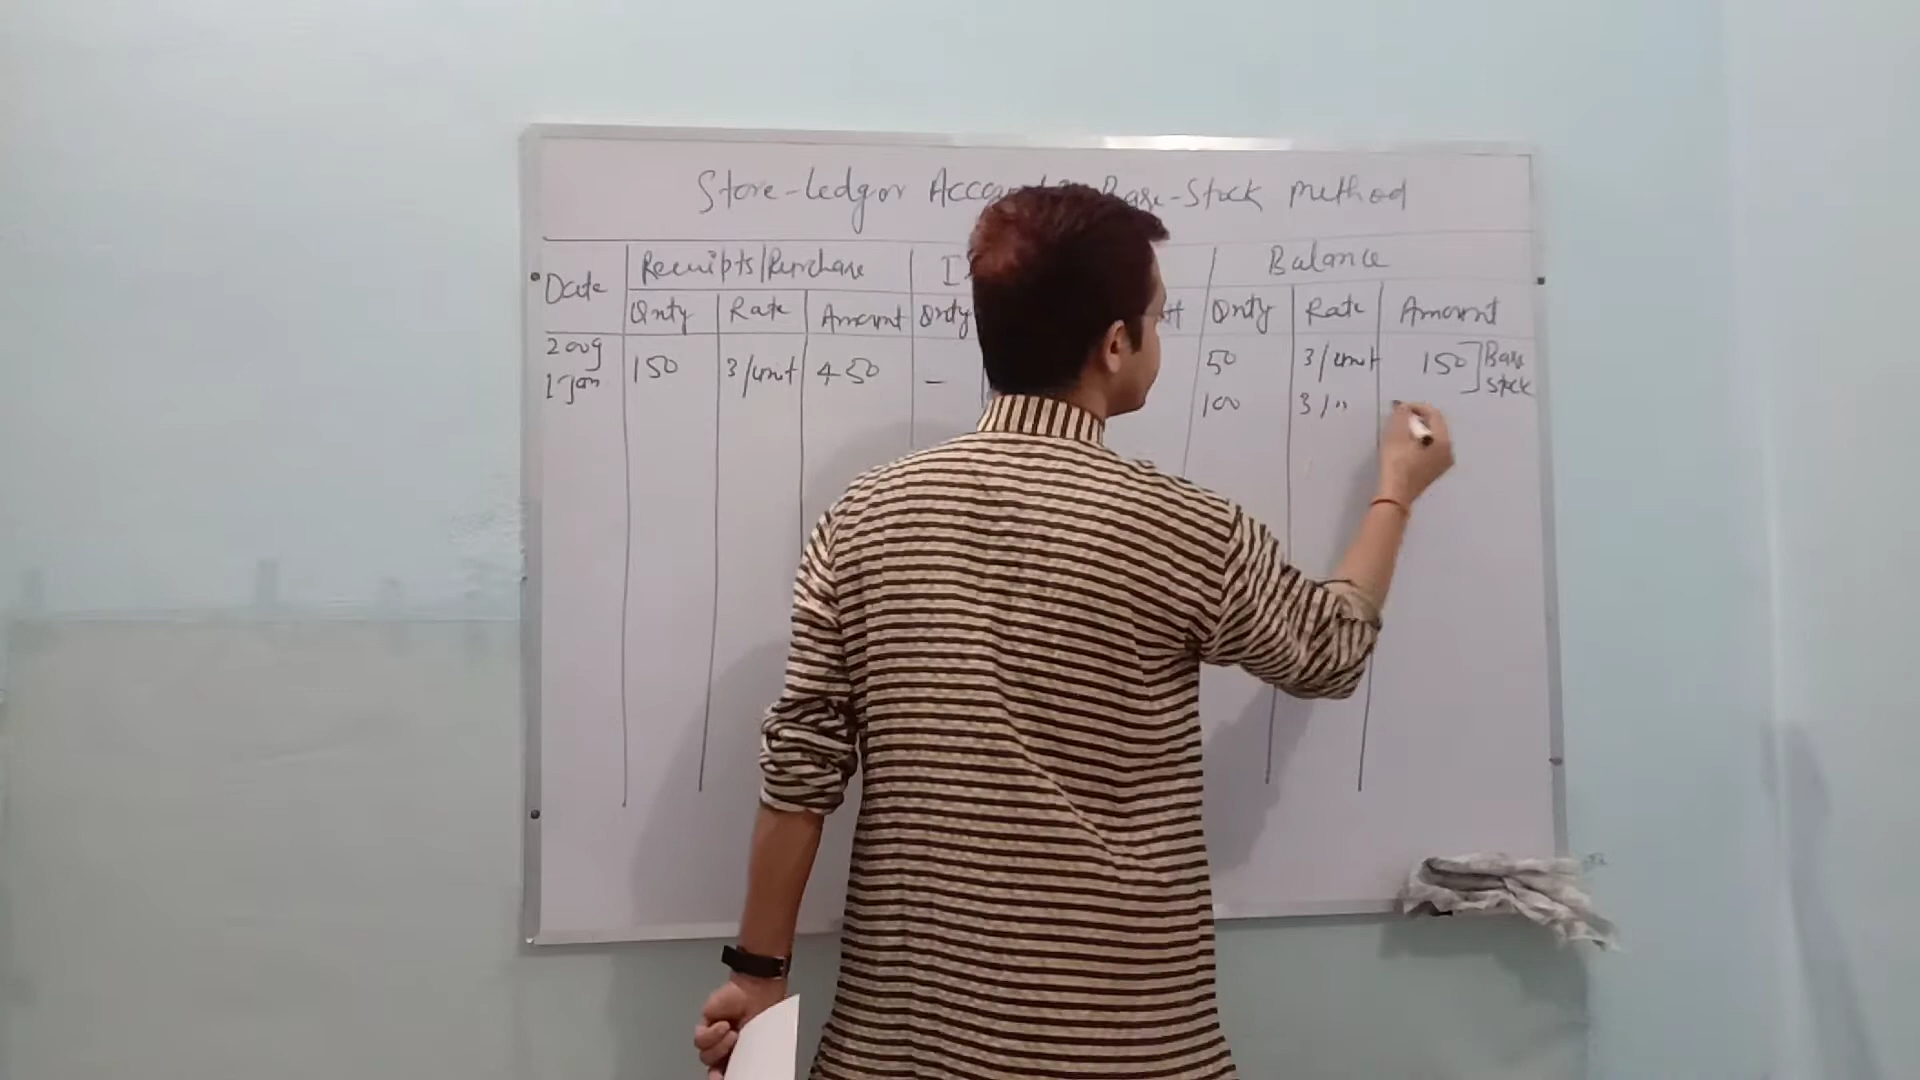 Store-Ledger Base-Stock Method
Date Receipts/Purchase Balance
Qnty Rate Amount Qnty Qnty Rate Amount
2009 150 3/unit 450 - 50 3/unit 150] Base
1 Jan Stock
100 3/"